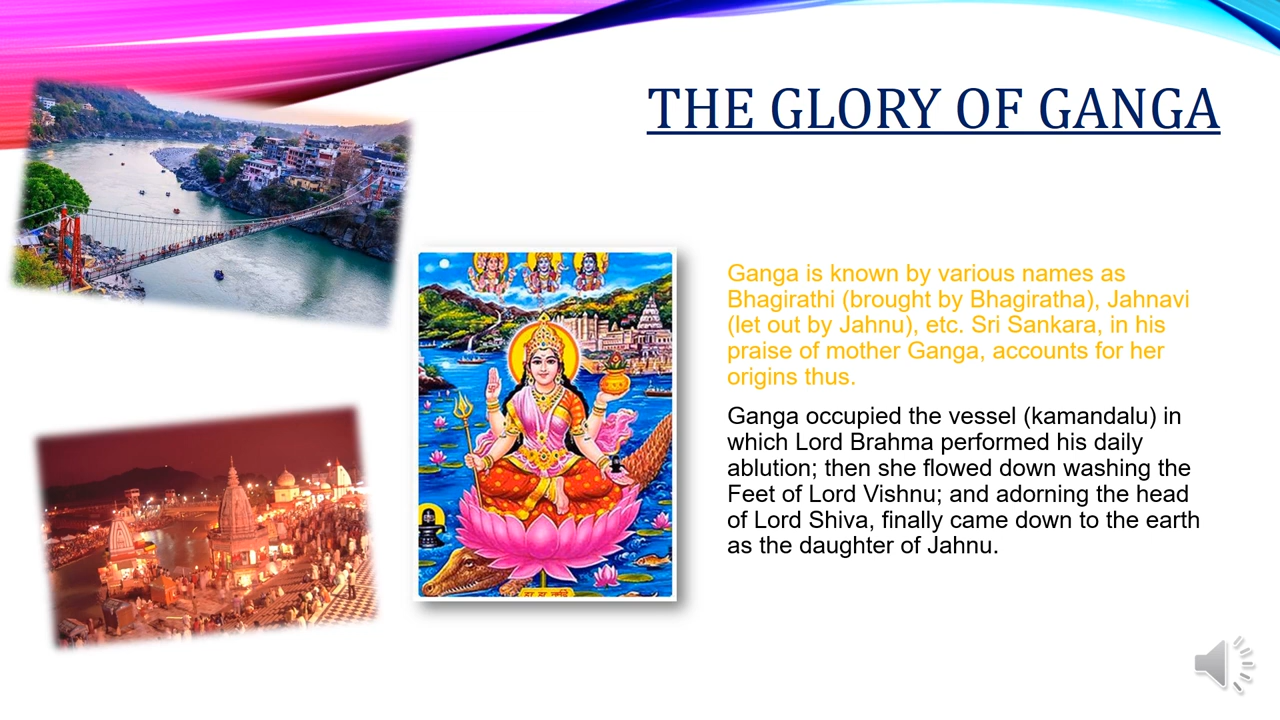 THE GLORY OF GANGA
Ganga is known by various names as
Bhagirathi (brought by Bhagiratha), Jahnavi
(let out by Jahnu), etc. Sri Sankara, in his
praise of mother Ganga, accounts for her
origins thus.
Ganga occupied the vessel (kamandalu) in
which Lord Brahma performed his daily
ablution; then she flowed down washing the
Feet of Lord Vishnu; and adorning the head
of Lord Shiva, finally came down to the earth
as the daughter of Jahnu.